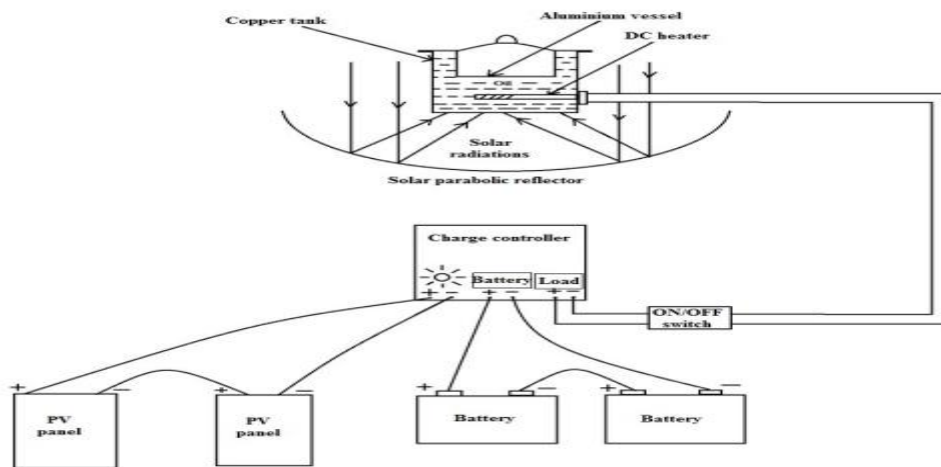 Aluminium vessel
Copper tank
DC heater
Oil
Solar
radiations
Solar parabolic reflector
Charge controller
Battery Load
+ - + - + -
ON/OFF
switch
+ - + - + - + -
PV
panel
PV
panel
Battery
Battery